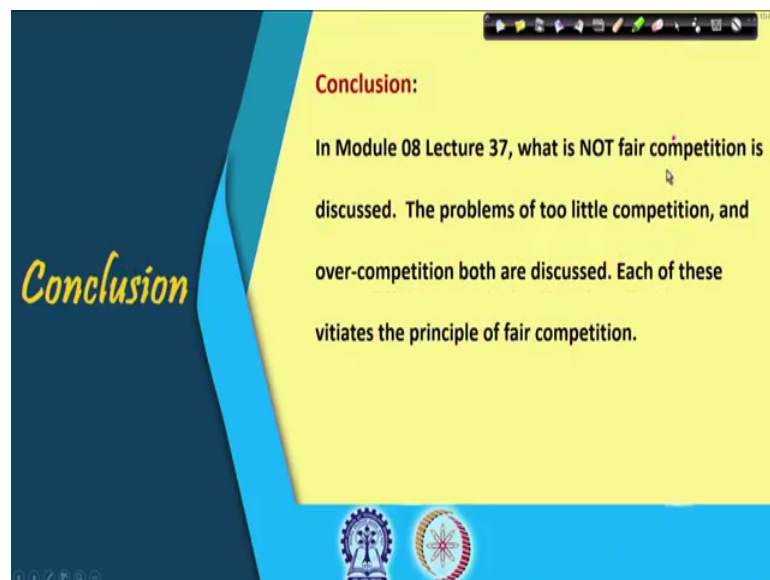 Conclusion:
In Module 08 Lecture 37, what is NOT fair competition is
discussed. The problems of too little competition, and
over-competition both are discussed. Each of these
vitiates the principle of fair competition.
Conclusion